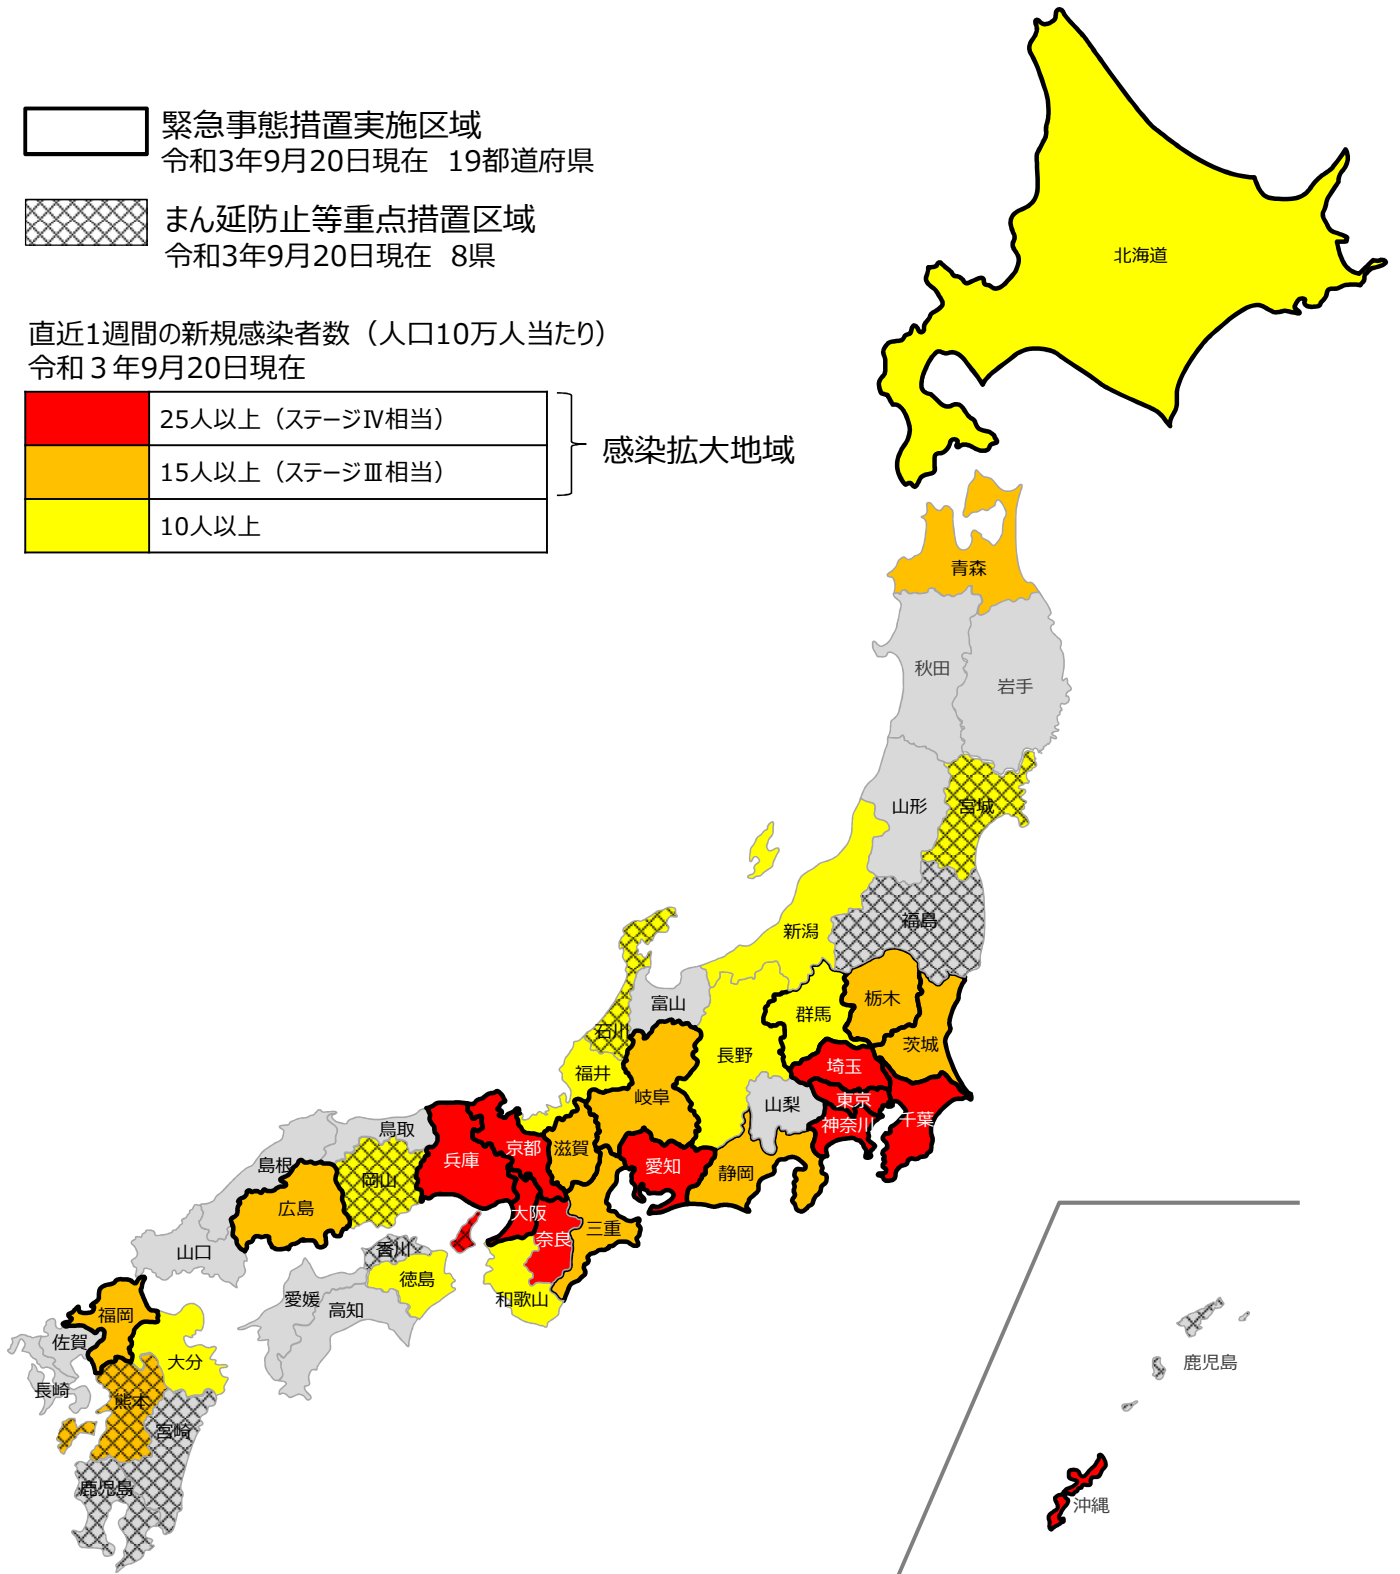 緊急事態措置実施区域
令和3年9月20日現在 19都道府県
まん延防止等重点措置区域
令和3年9月20日現在 8県
直近1週間の新規感染者数（人口10万人当たり）
令和３年9月20日現在
25人以上（ステージⅣ相当）
15人以上（ステージⅢ相当）
10人以上
感染拡大地域
北海道
青森
秋田
岩手
山形
宮城
福島
新潟
富山
石川
福井
長野
群馬
栃木
茨城
埼玉
東京
神奈川
千葉
山梨
岐阜
静岡
愛知
三重
滋賀
京都
大阪
奈良
和歌山
兵庫
鳥取
島根
岡山
広島
山口
香川
徳島
愛媛
高知
福岡
佐賀
長崎
大分
熊本
宮崎
鹿児島
鹿児島
沖縄